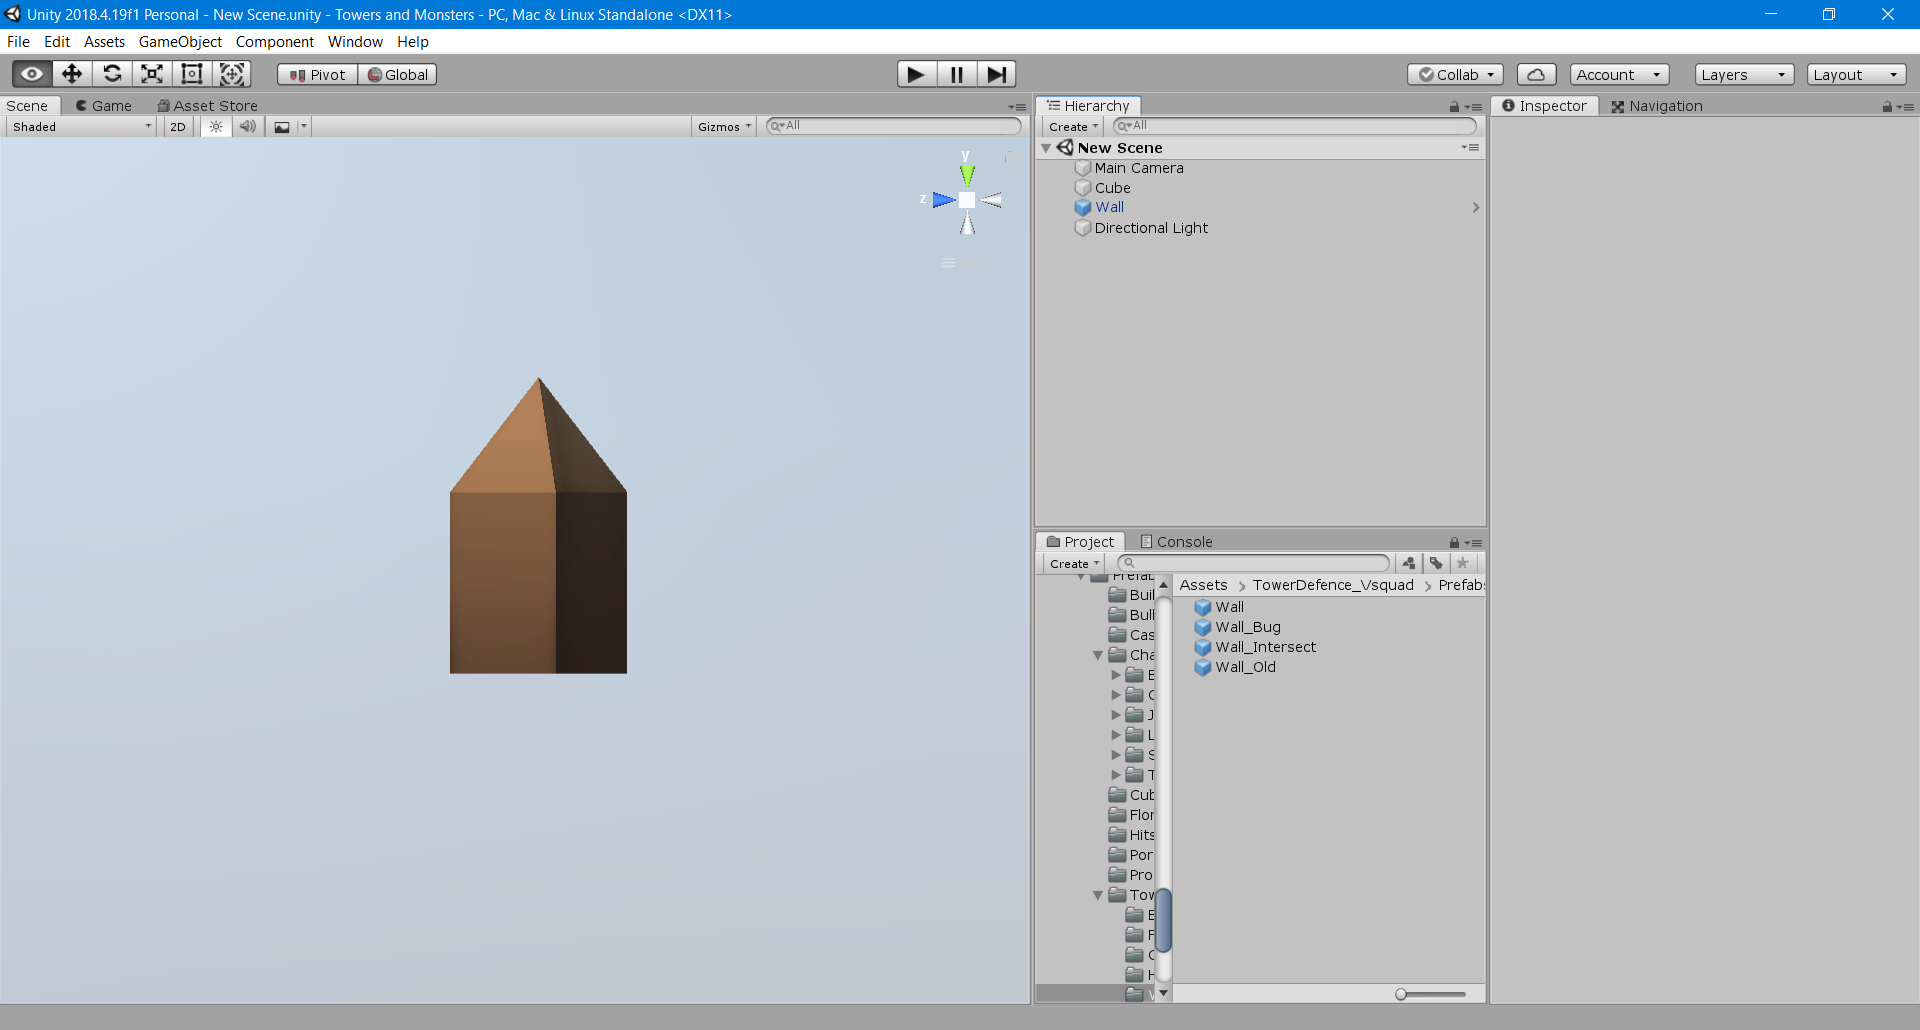 Unity 2018.4.19f1 Personal - New Scene.unity - Towers and Monsters - PC, Mac & Linux Standalone <DX11>
File Edit Assets GameObject Component Window Help
Pivot Global Collab Account Layers Layout
Scene Game Asset Store
Shaded 2D Gizmos All
y
z
Hierarchy
Create All
New Scene
Main Camera
Cube
Wall
Directional Light
Project Console
Create
Prefab
Buil
Bull
Cas
Cha
E
C
J
L
S
T
Cub
Flor
Hits
Por
Pro
Tow
E
F
C
H
Assets TowerDefence_Vsquad Prefabs
Wall
Wall_Bug
Wall_Intersect
Wall_Old
Inspector Navigation